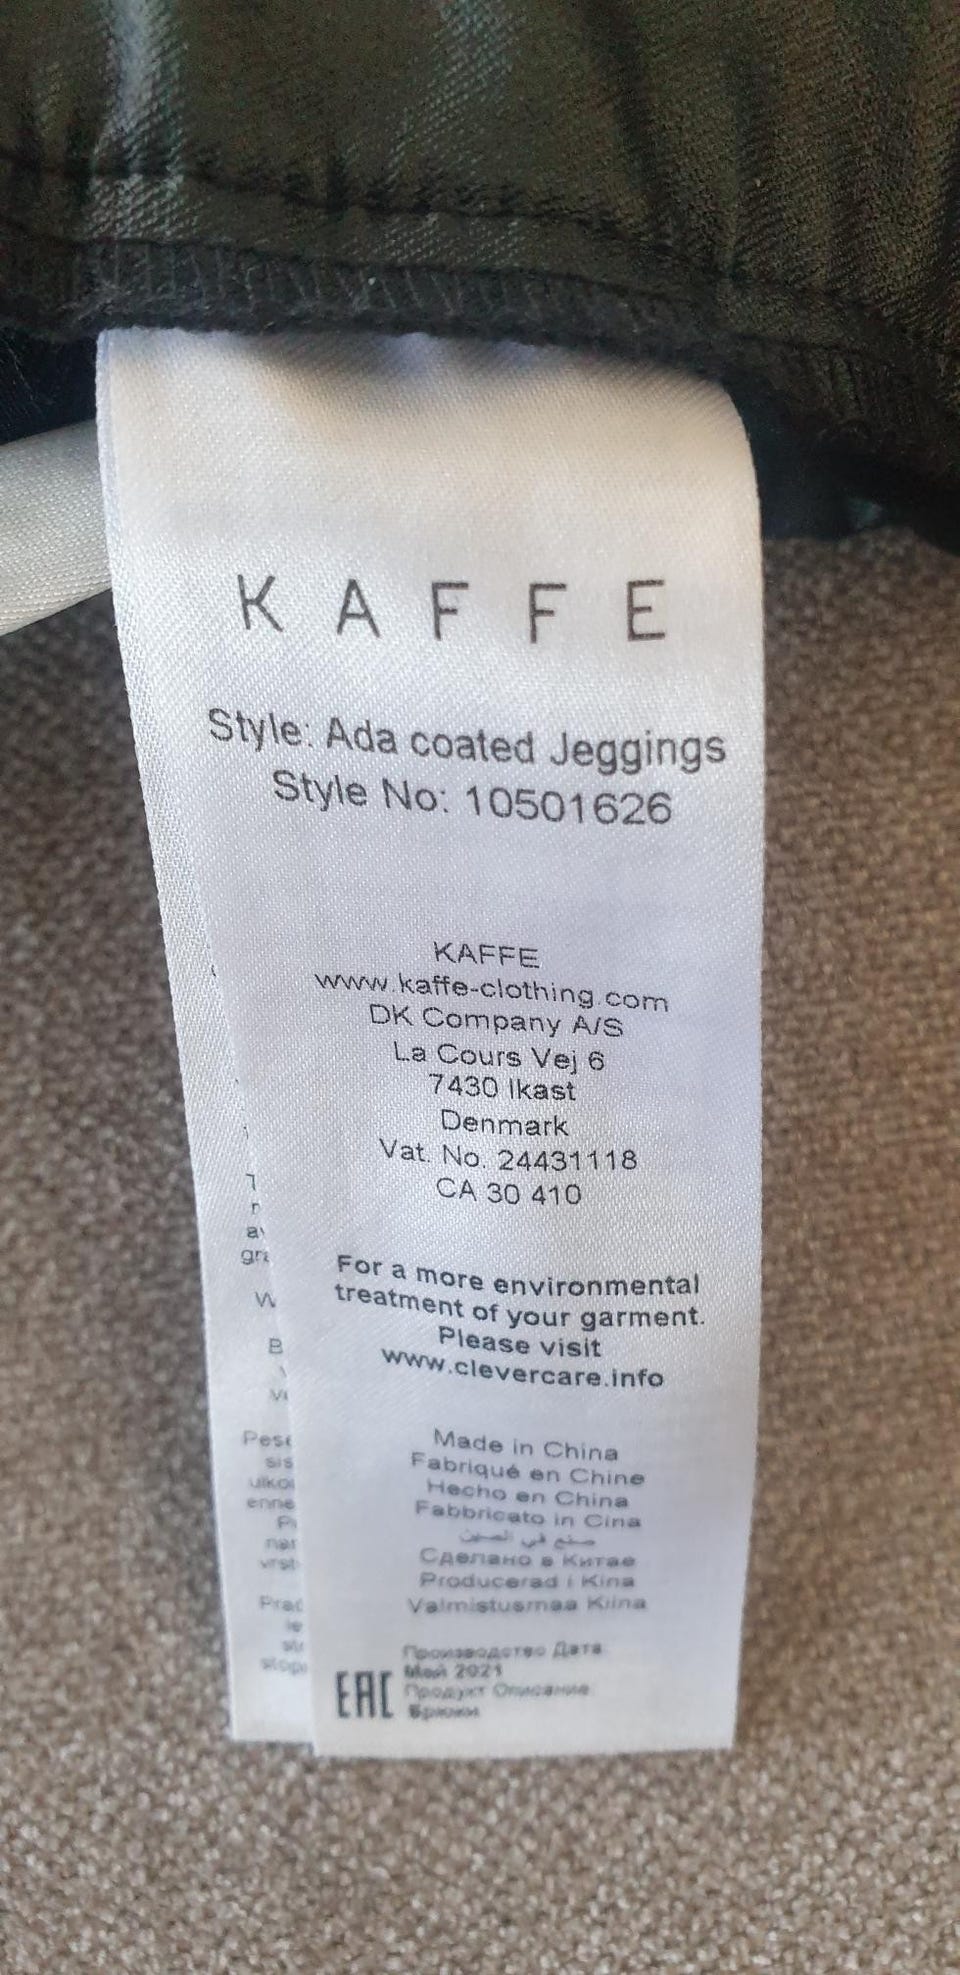 KAFFE
Style: Ada coated Jeggings
Style No: 10501626
KAFFE
www.kaffe-clothing.com
DK Company A/S
La Cours Vej 6
7430 Ikast
Denmark
Vat. No. 24431118
CA 30 410
For a more environmental
treatment of your garment.
Please visit
www.clevercare.info
Made in China
Fabriqué en Chine
Hecho en China
Fabbricato in Cina
صنع في الصين
Сделано в Китае
Producerad i Kina
Valmistusmaa Kiina
Производство Дата
Май 2021
Продукт Описание
Брюки
EAC